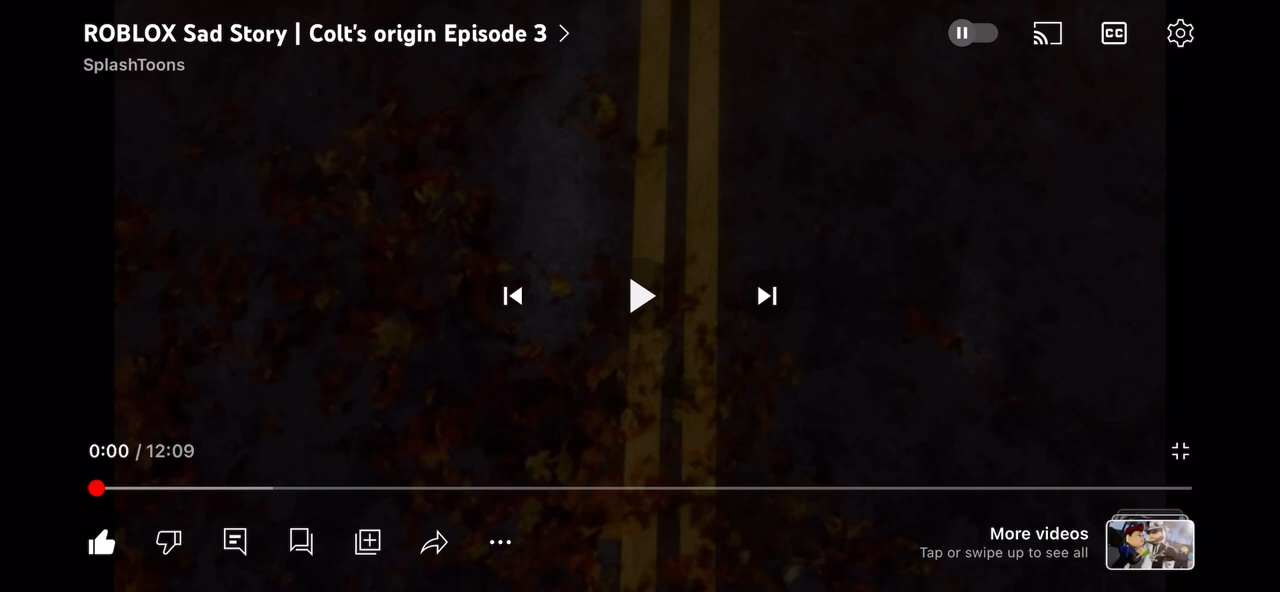 ROBLOX Sad Story | Colt's origin Episode 3
SplashToons
CC
0:00 / 12:09
More videos
Tap or swipe up to see all